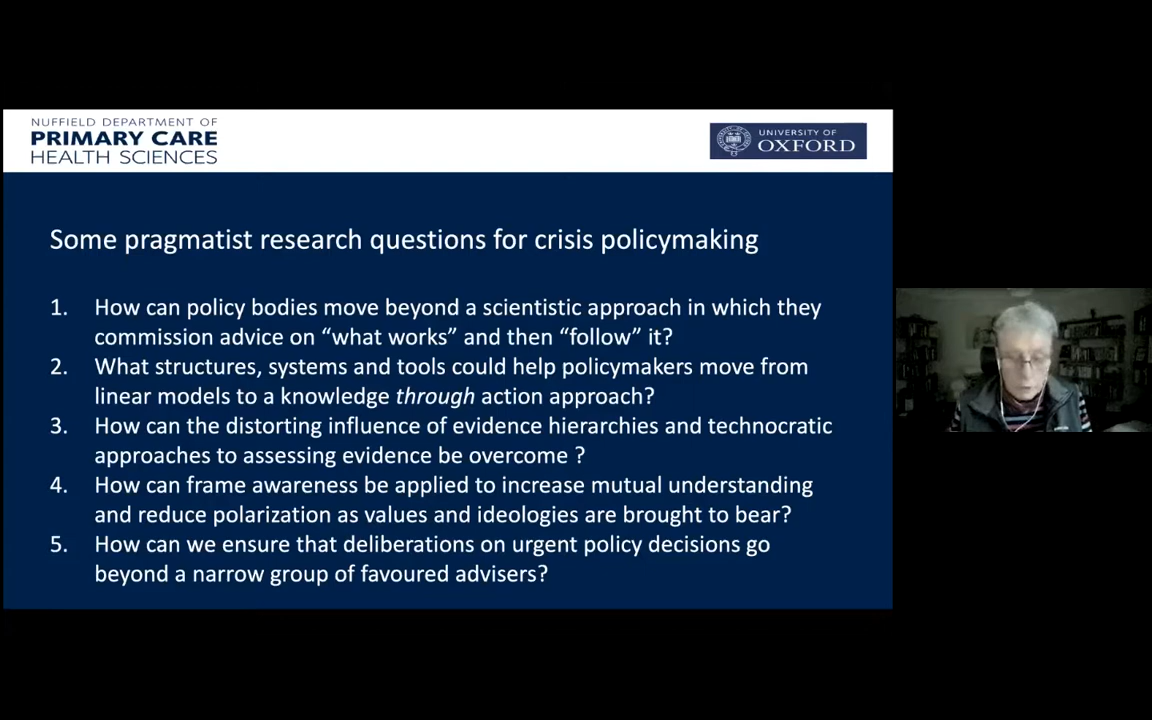 NUFFIELD DEPARTMENT OF
PRIMARY CARE
HEALTH SCIENCES
UNIVERSITY OF
OXFORD
Some pragmatist research questions for crisis policymaking
1. How can policy bodies move beyond a scientistic approach in which they
commission advice on “what works” and then “follow” it?
2. What structures, systems and tools could help policymakers move from
linear models to a knowledge through action approach?
3. How can the distorting influence of evidence hierarchies and technocratic
approaches to assessing evidence be overcome ?
4. How can frame awareness be applied to increase mutual understanding
and reduce polarization as values and ideologies are brought to bear?
5. How can we ensure that deliberations on urgent policy decisions go
beyond a narrow group of favoured advisers?